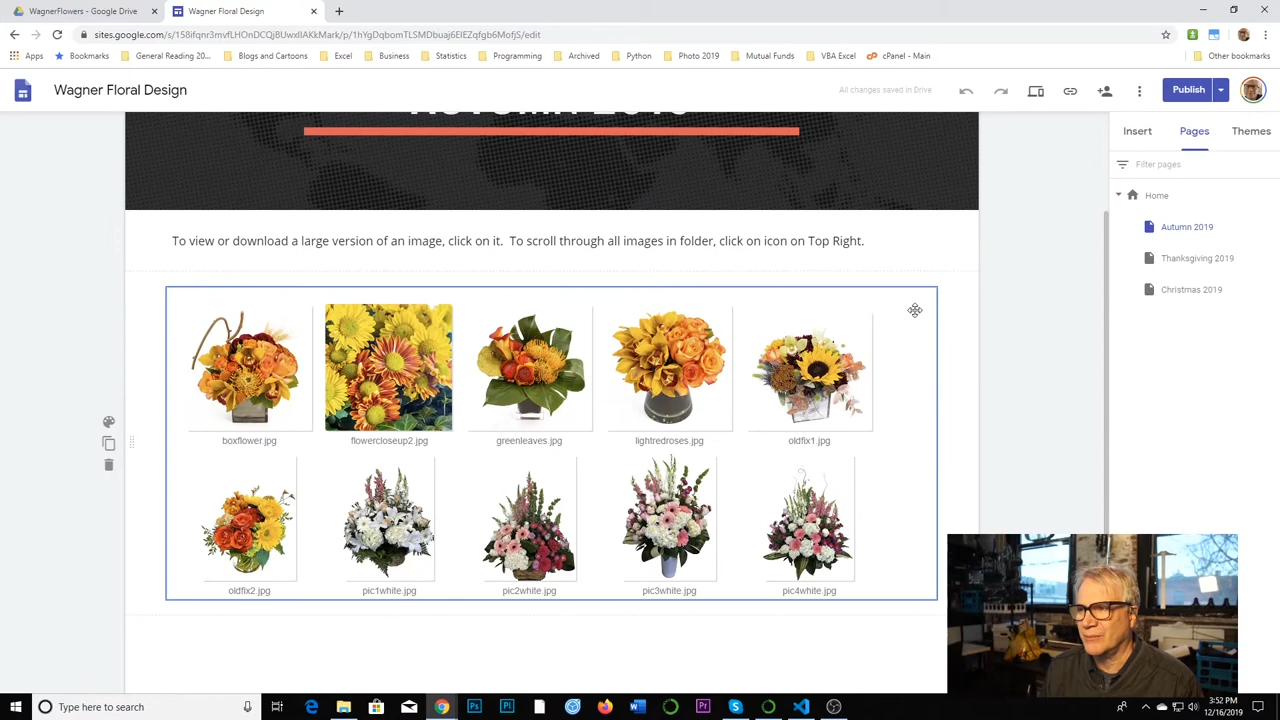 WagnerFlowers - Google Drive
Wagner Floral Design
sites.google.com/s/158ifqnr3mvfLHOnDCQjBUwxllAKkMark/p/1hYgDqbomTLSMDbuaj6ElEZqfgb6MofjS/edit
Apps
Bookmarks
General Reading 20...
Blogs and Cartoons
Excel
Business
Statistics
Programming
Archived
Python
Photo 2019
Mutual Funds
VBA Excel
cPanel - Main
Other bookmarks
Wagner Floral Design
All changes saved in Drive
Publish
Insert
Pages
Themes
Filter pages
Home
Autumn 2019
Thanksgiving 2019
Christmas 2019
AUTUMN 2019
To view or download a large version of an image, click on it. To scroll through all images in folder, click on icon on Top Right.
boxflower.jpg
flowercloseup2.jpg
greenleaves.jpg
lightredroses.jpg
oldfix1.jpg
oldfix2.jpg
pic1white.jpg
pic2white.jpg
pic3white.jpg
pic4white.jpg
Type here to search
3:52 PM
12/16/2019